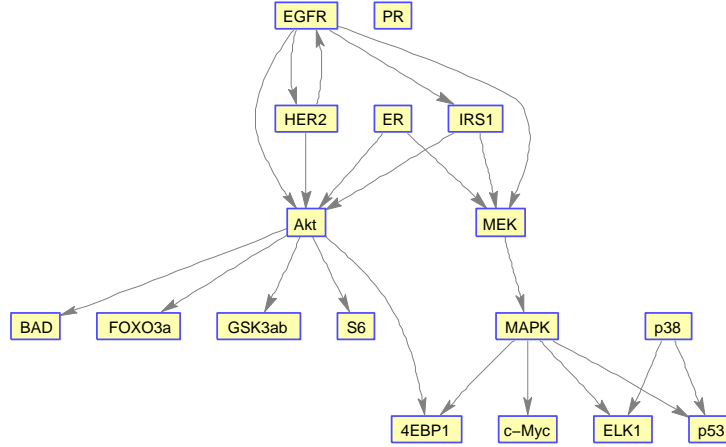 EGFR
PR
HER2
ER
IRS1
Akt
MEK
BAD
FOXO3a
GSK3ab
S6
MAPK
p38
4EBP1
c−Myc
ELK1
p53